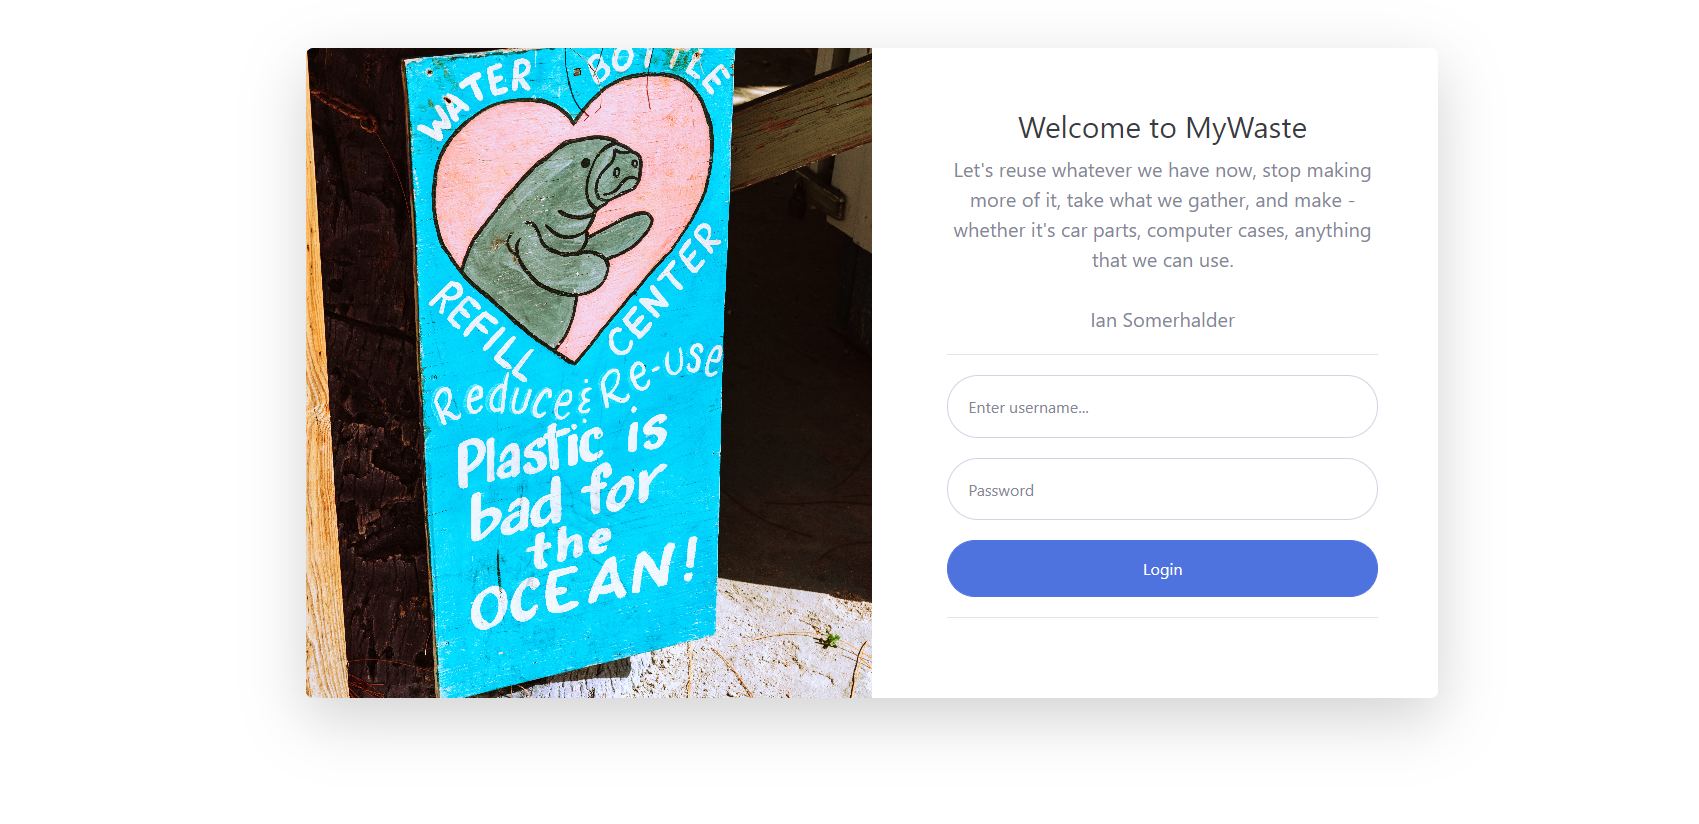 WATER BOTTLE
REFILL CENTER
Reduce & Re-use
Plastic is
bad for
the
OCEAN!
Welcome to MyWaste
Let's reuse whatever we have now, stop making
more of it, take what we gather, and make -
whether it's car parts, computer cases, anything
that we can use.
Ian Somerhalder
Enter username...
Password
Login